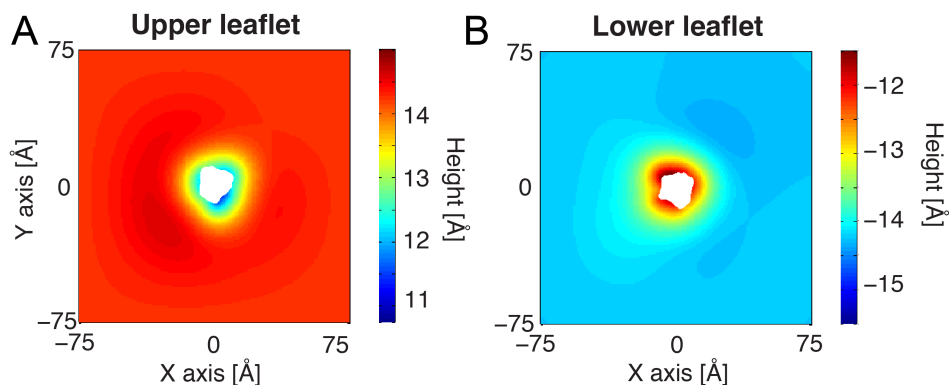 A
Upper leaflet
75
0
−75
−75
0
75
Y axis [Å]
X axis [Å]
14
13
12
11
Height [Å]
B
Lower leaflet
75
0
−75
−75
0
75
X axis [Å]
−12
−13
−14
−15
Height [Å]